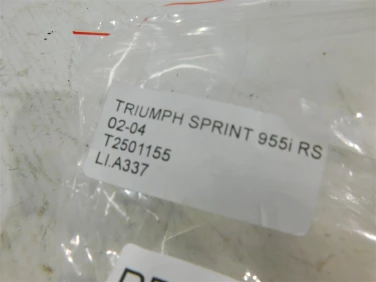 TRIUMPH SPRINT 955i RS
02-04
T2501155
LI.A337